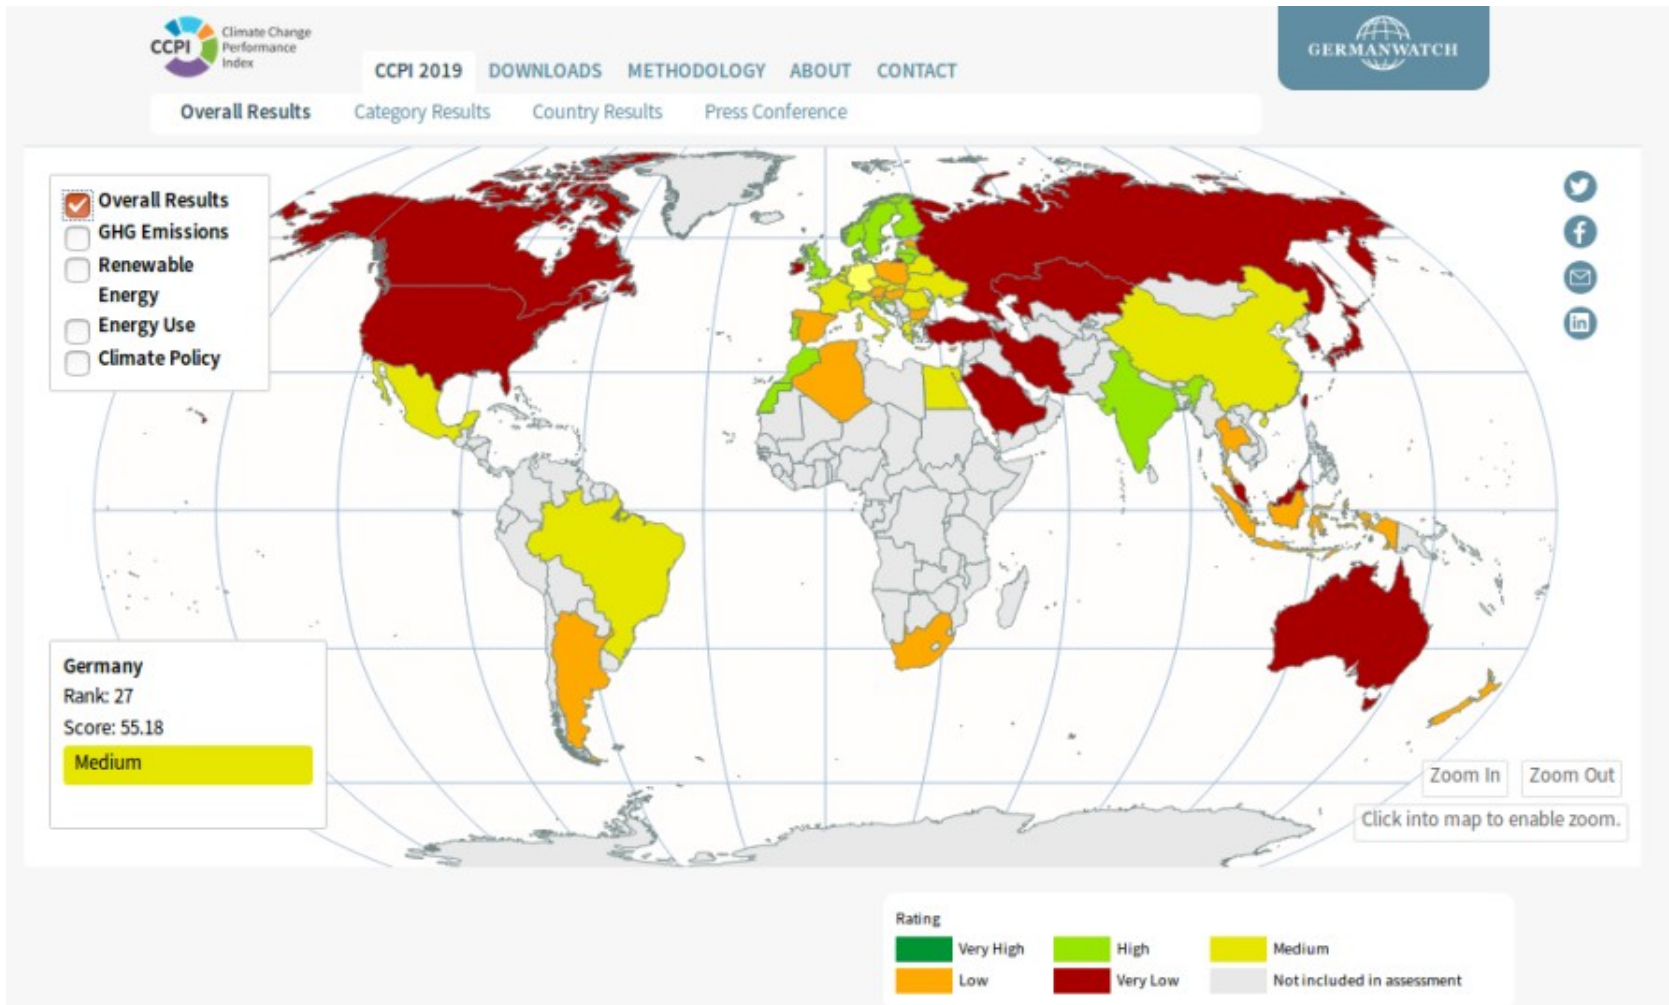 CCPI
Climate Change
Performance
Index
CCPI 2019
DOWNLOADS
METHODOLOGY
ABOUT
CONTACT
GERMANWATCH
Overall Results
Category Results
Country Results
Press Conference
Overall Results
GHG Emissions
Renewable
Energy
Energy Use
Climate Policy
Germany
Rank: 27
Score: 55.18
Medium
Zoom In
Zoom Out
Click into map to enable zoom.
Rating
Very High
High
Medium
Low
Very Low
Not included in assessment